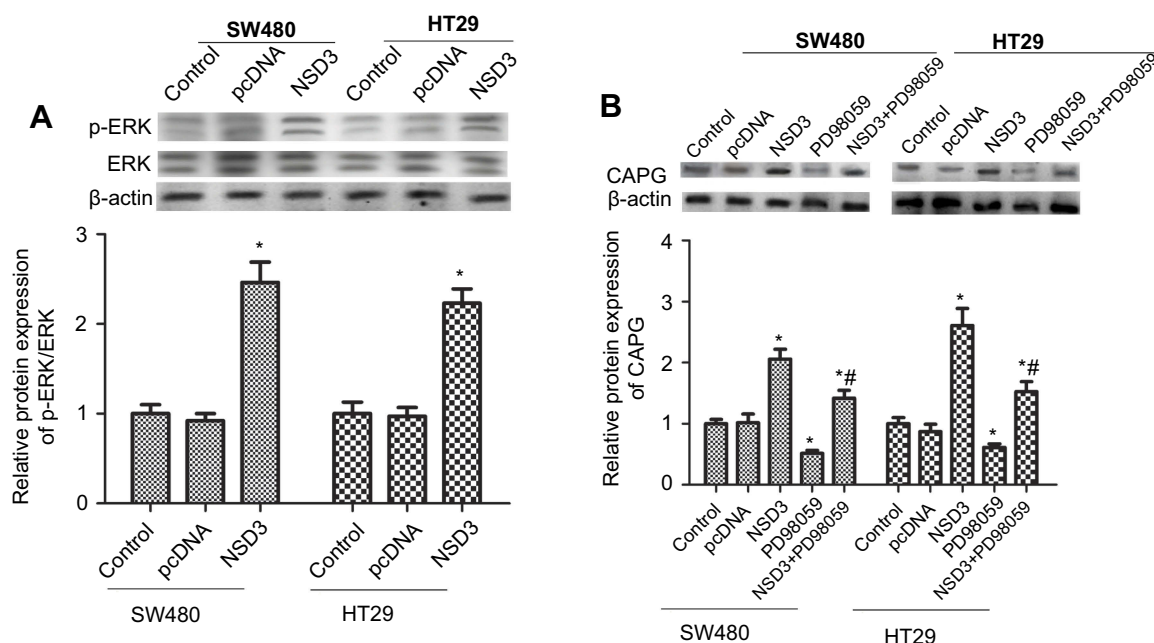 SW480
HT29
Control
pcDNA
NSD3
Control
pcDNA
NSD3
A
p-ERK
ERK
β-actin
Relative protein expression
of p-ERK/ERK
3
2
1
0
*
*
Control
pcDNA
NSD3
Control
pcDNA
NSD3
SW480
HT29
SW480
HT29
B
Control
pcDNA
NSD3
PD98059
NSD3+PD98059
Control
pcDNA
NSD3
PD98059
NSD3+PD98059
CAPG
β-actin
Relative protein expression
of CAPG
4
3
2
1
0
*
*
*#
*
*
*#
Control
pcDNA
NSD3
PD98059
NSD3+PD98059
Control
pcDNA
NSD3
PD98059
NSD3+PD98059
SW480
HT29